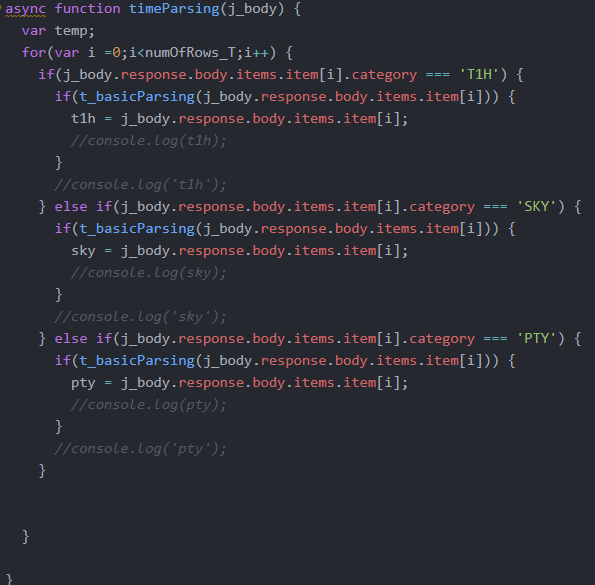 async function timeParsing(j_body) {
  var temp;
  for(var i =0;i<numOfRows_T;i++) {
    if(j_body.response.body.items.item[i].category === 'T1H') {
      if(t_basicParsing(j_body.response.body.items.item[i])) {
        t1h = j_body.response.body.items.item[i];
        //console.log(t1h);
      }
      //console.log('t1h');
    } else if(j_body.response.body.items.item[i].category === 'SKY') {
      if(t_basicParsing(j_body.response.body.items.item[i])) {
        sky = j_body.response.body.items.item[i];
        //console.log(sky);
      }
      //console.log('sky');
    } else if(j_body.response.body.items.item[i].category === 'PTY') {
      if(t_basicParsing(j_body.response.body.items.item[i])) {
        pty = j_body.response.body.items.item[i];
        //console.log(pty);
      }
      //console.log('pty');
    }
  }
}